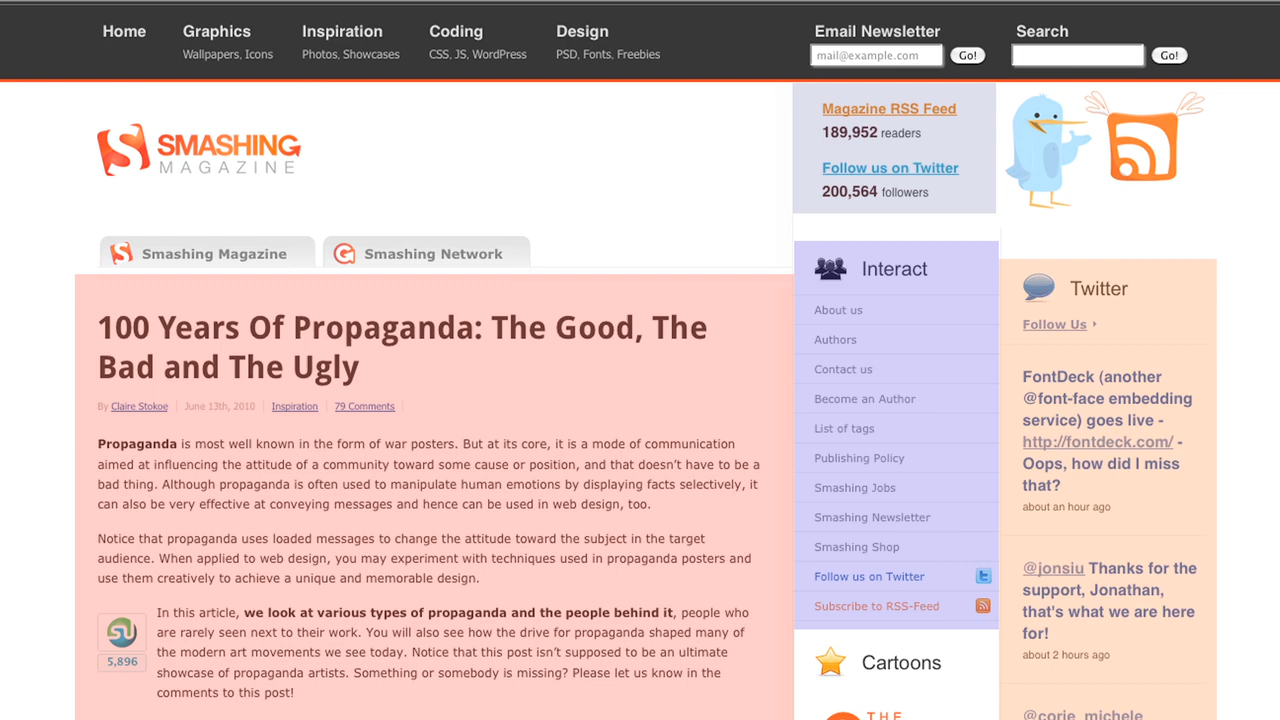 Home
Graphics
Wallpapers, Icons
Inspiration
Photos, Showcases
Coding
CSS, JS, WordPress
Design
PSD, Fonts, Freebies
Email Newsletter
mail@example.com
Go!
Search
Go!
SMASHING
MAGAZINE
Magazine RSS Feed
189,952 readers
Follow us on Twitter
200,564 followers
Smashing Magazine
Smashing Network
100 Years Of Propaganda: The Good, The
Bad and The Ugly
By Claire Stokoe
June 13th, 2010
Inspiration
79 Comments
Propaganda is most well known in the form of war posters. But at its core, it is a mode of communication
aimed at influencing the attitude of a community toward some cause or position, and that doesn’t have to be a
bad thing. Although propaganda is often used to manipulate human emotions by displaying facts selectively, it
can also be very effective at conveying messages and hence can be used in web design, too.
Notice that propaganda uses loaded messages to change the attitude toward the subject in the target
audience. When applied to web design, you may experiment with techniques used in propaganda posters and
use them creatively to achieve a unique and memorable design.
5,896
In this article, we look at various types of propaganda and the people behind it, people who
are rarely seen next to their work. You will also see how the drive for propaganda shaped many of
the modern art movements we see today. Notice that this post isn’t supposed to be an ultimate
showcase of propaganda artists. Something or somebody is missing? Please let us know in the
comments to this post!
Interact
About us
Authors
Contact us
Become an Author
List of tags
Publishing Policy
Smashing Jobs
Smashing Newsletter
Smashing Shop
Follow us on Twitter
Subscribe to RSS-Feed
Cartoons
THE
Twitter
Follow Us
FontDeck (another
@font-face embedding
service) goes live -
http://fontdeck.com/ -
Oops, how did I miss
that?
about an hour ago
@jonsiu Thanks for the
support, Jonathan,
that's what we are here
for!
about 2 hours ago
@corie_michele